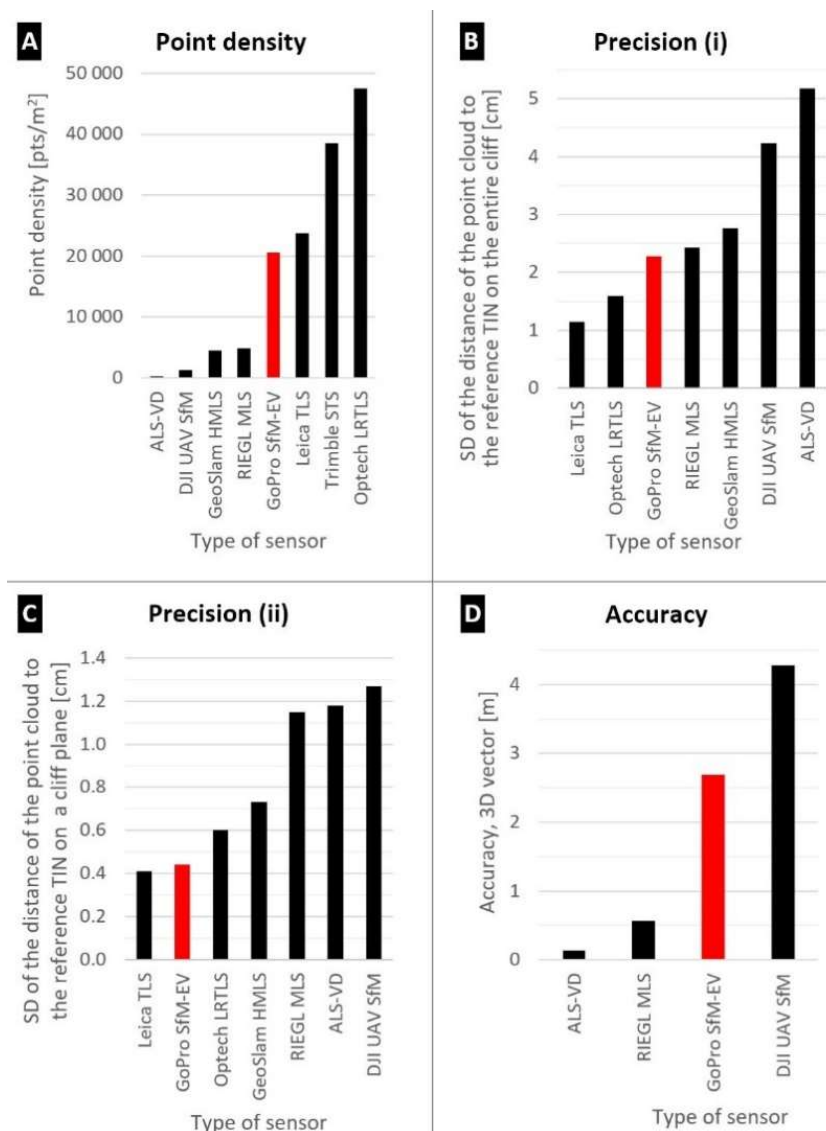 A
Point density
Point density [pts/m²]
50 000
40 000
30 000
20 000
10 000
0
ALS-VD
DJI UAV SfM
GeoSlam HMLS
RIEGL MLS
GoPro SfM-EV
Leica TLS
Trimble STS
Optech LRTLS
Type of sensor
B
Precision (i)
SD of the distance of the point cloud to
the reference TIN on the entire cliff [cm]
5
4
3
2
1
0
Leica TLS
Optech LRTLS
GoPro SfM-EV
RIEGL MLS
GeoSlam HMLS
DJI UAV SfM
ALS-VD
Type of sensor
C
Precision (ii)
SD of the distance of the point cloud to
the reference TIN on a cliff plane [cm]
1.4
1.2
1.0
0.8
0.6
0.4
0.2
0.0
Leica TLS
GoPro SfM-EV
Optech LRTLS
GeoSlam HMLS
RIEGL MLS
ALS-VD
DJI UAV SfM
Type of sensor
D
Accuracy
Accuracy, 3D vector [m]
4
3
2
1
0
ALS-VD
RIEGL MLS
GoPro SfM-EV
DJI UAV SfM
Type of sensor